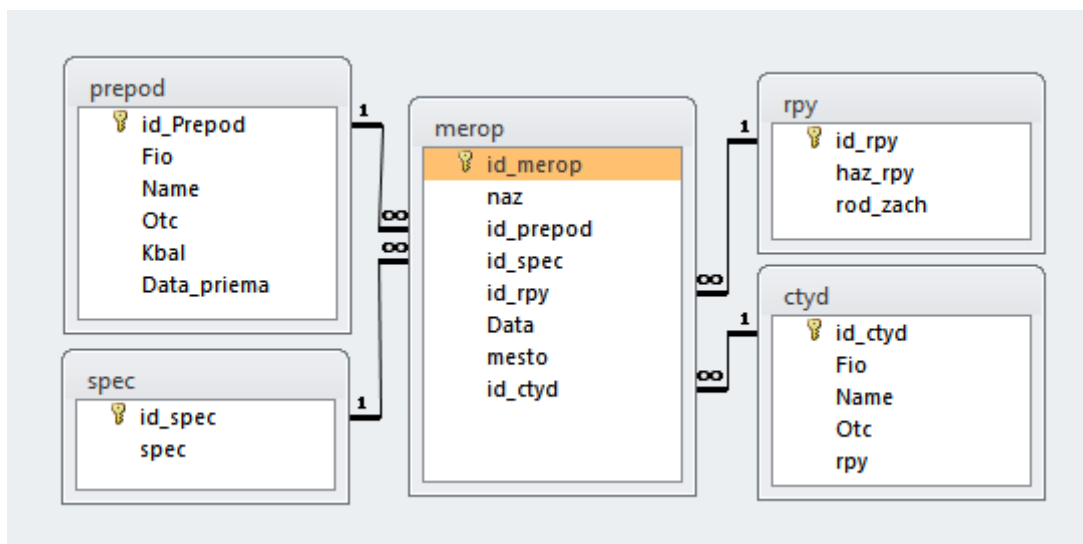 prepod
id_Prepod
Fio
Name
Otc
Kbal
Data_priema
spec
id_spec
spec
merop
id_merop
naz
id_prepod
id_spec
id_rpy
Data
mesto
id_ctyd
rpy
id_rpy
haz_rpy
rod_zach
ctyd
id_ctyd
Fio
Name
Otc
rpy
1
∞
∞
1
1
∞
1
∞